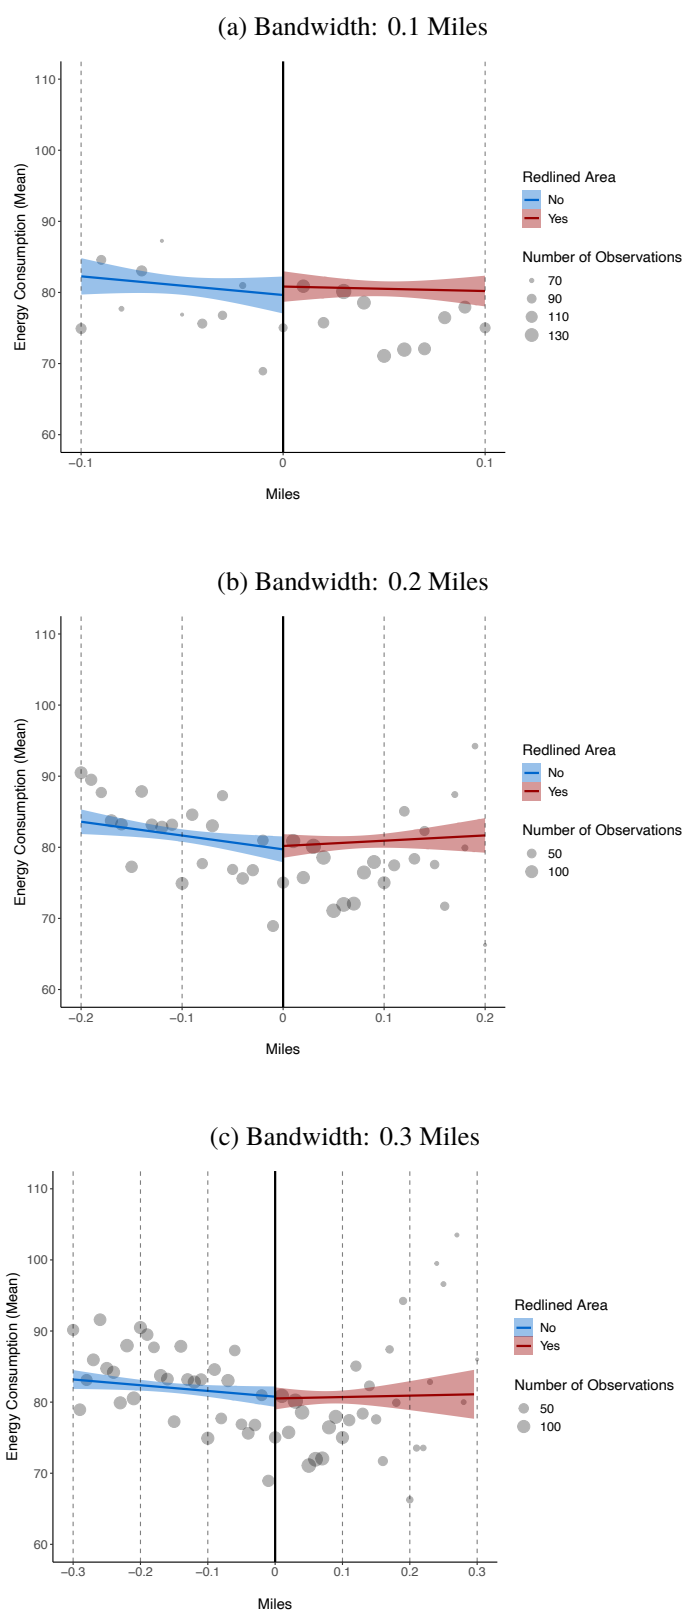 (a) Bandwidth: 0.1 Miles
110
100
90
80
70
60
Energy Consumption (Mean)
−0.1 0 0.1
Miles
Redlined Area
No
Yes
Number of Observations
70
90
110
130
(b) Bandwidth: 0.2 Miles
110
100
90
80
70
60
Energy Consumption (Mean)
−0.2 −0.1 0 0.1 0.2
Miles
Redlined Area
No
Yes
Number of Observations
50
100
(c) Bandwidth: 0.3 Miles
110
100
90
80
70
60
Energy Consumption (Mean)
−0.3 −0.2 −0.1 0 0.1 0.2 0.3
Miles
Redlined Area
No
Yes
Number of Observations
50
100